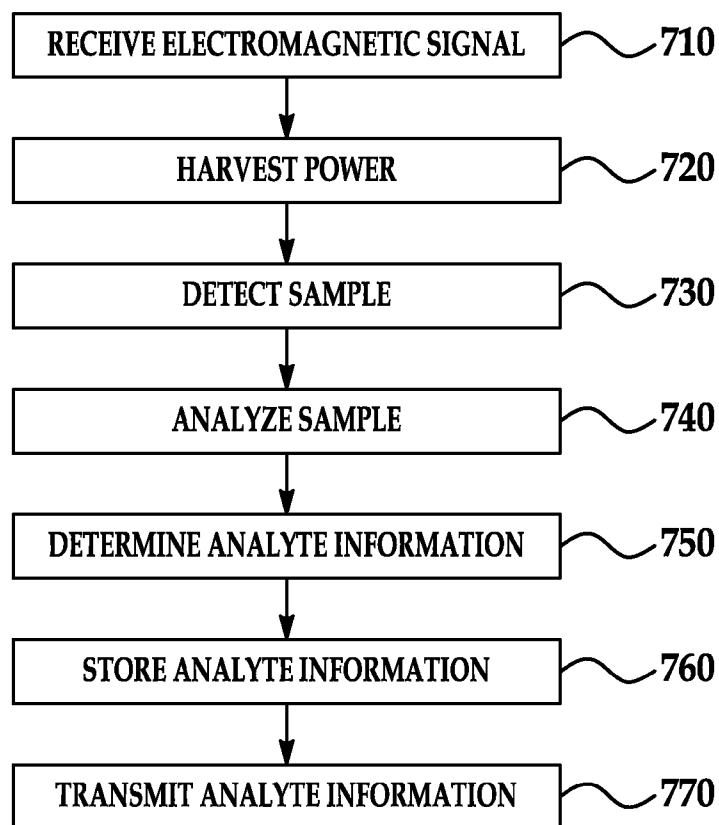 RECEIVE ELECTROMAGNETIC SIGNAL 710
HARVEST POWER 720
DETECT SAMPLE 730
ANALYZE SAMPLE 740
DETERMINE ANALYTE INFORMATION 750
STORE ANALYTE INFORMATION 760
TRANSMIT ANALYTE INFORMATION 770